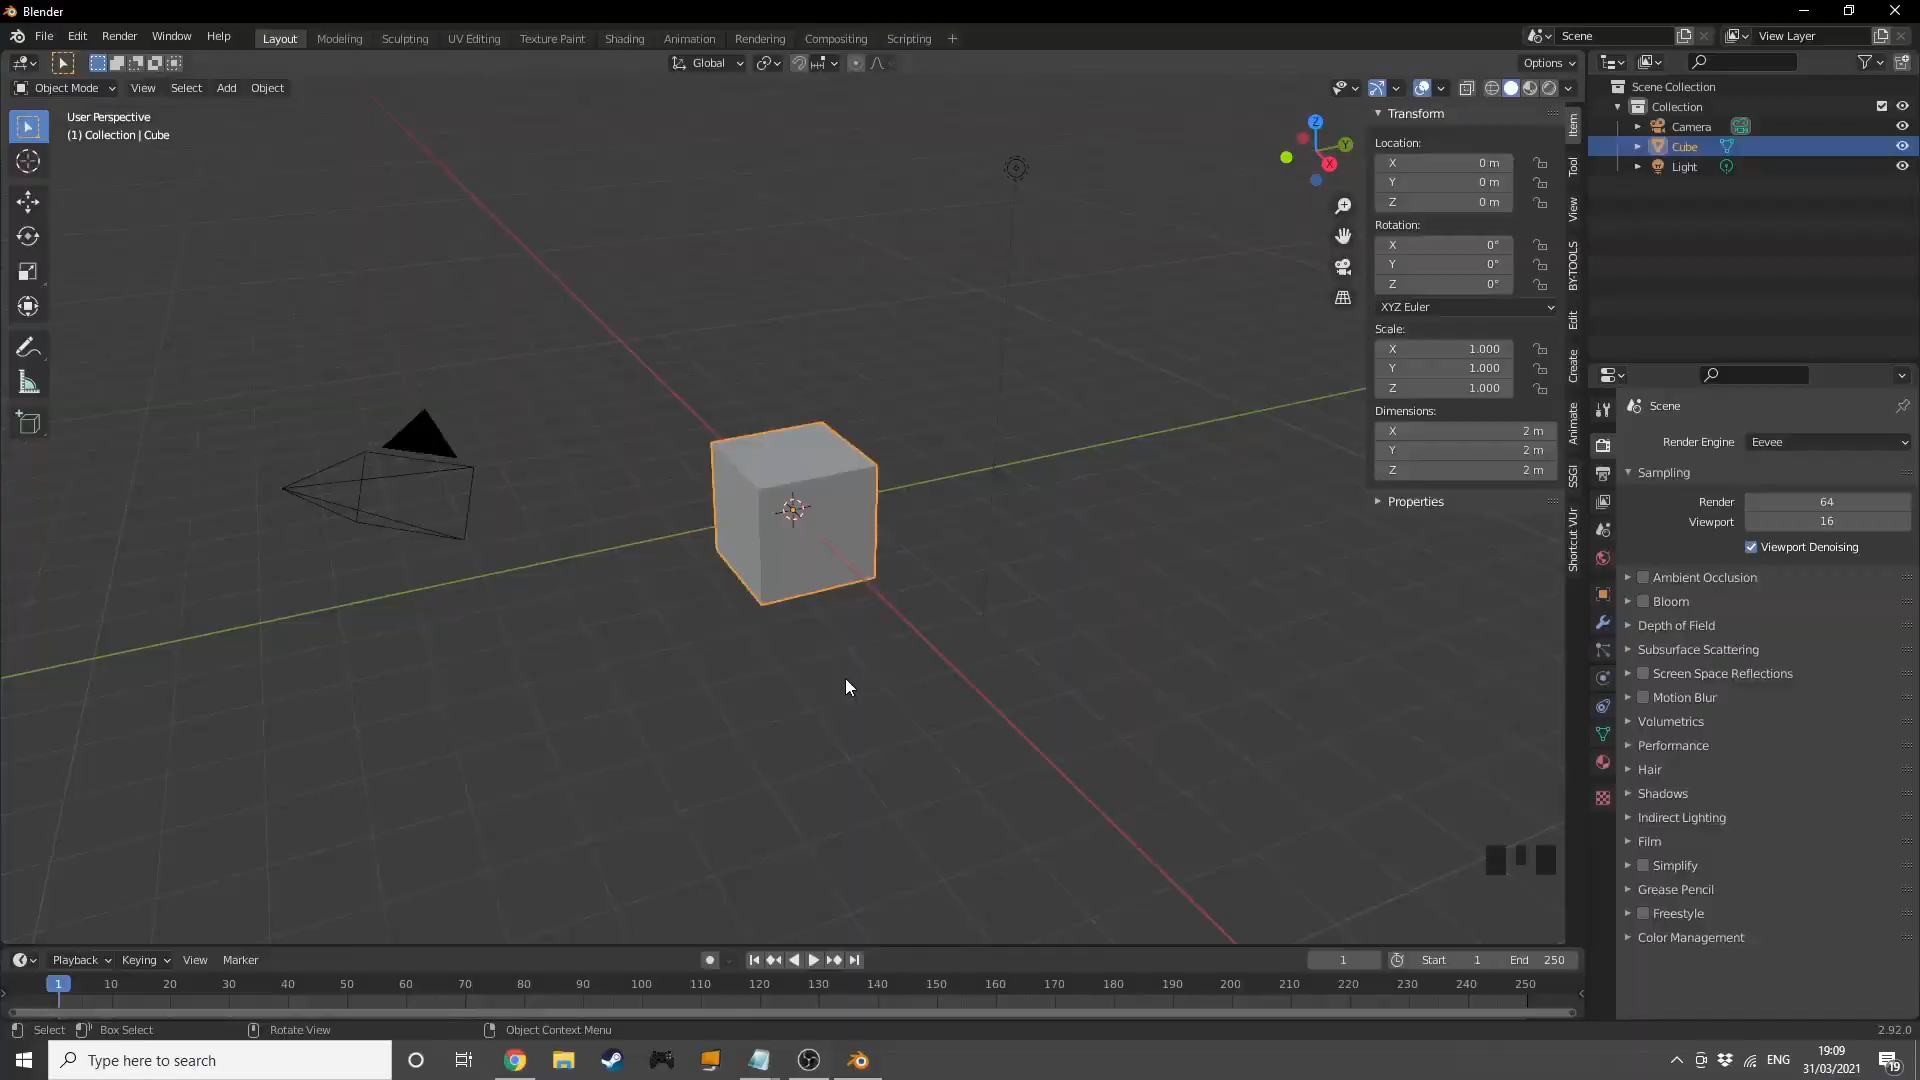 Blender
File Edit Render Window Help
Layout Modeling Sculpting UV Editing Texture Paint Shading Animation Rendering Compositing Scripting
Scene
View Layer
Global
Options
Object Mode View Select Add Object
User Perspective
(1) Collection | Cube
Z
Y
X
Transform
Location:
X 0 m
Y 0 m
Z 0 m
Rotation:
X 0°
Y 0°
Z 0°
XYZ Euler
Scale:
X 1.000
Y 1.000
Z 1.000
Dimensions:
X 2 m
Y 2 m
Z 2 m
Properties
Item
Tool
View
BY-TOOLS
Edit
Create
Animate
SSGI
Shortcut VUr
Scene Collection
Collection
Camera
Cube
Light
Scene
Render Engine Eevee
Sampling
Render 64
Viewport 16
Viewport Denoising
Ambient Occlusion
Bloom
Depth of Field
Subsurface Scattering
Screen Space Reflections
Motion Blur
Volumetrics
Performance
Hair
Shadows
Indirect Lighting
Film
Simplify
Grease Pencil
Freestyle
Color Management
Playback Keying View Marker
1
Start 1
End 250
1 10 20 30 40 50 60 70 80 90 100 110 120 130 140 150 160 170 180 190 200 210 220 230 240 250
Select Box Select Rotate View Object Context Menu
2.92.0
Type here to search
ENG
19:09
31/03/2021
19